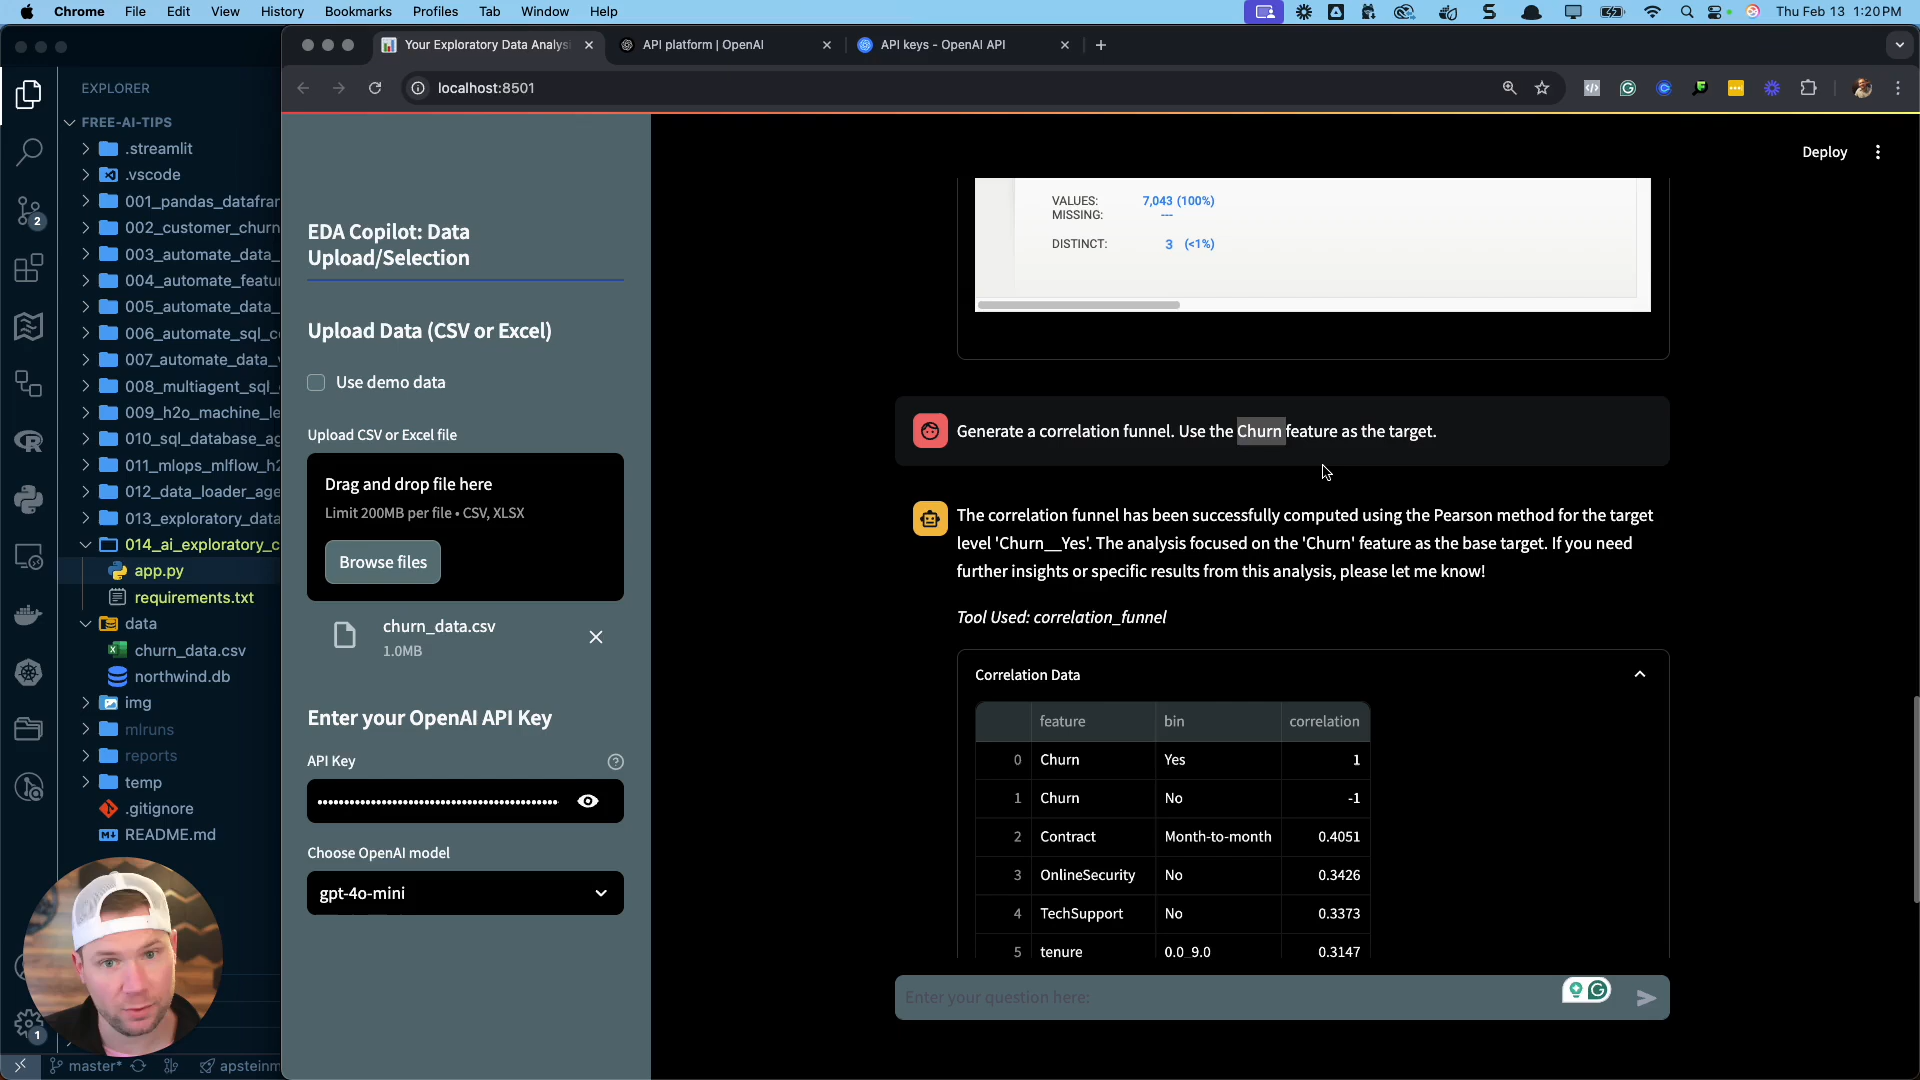 Chrome File Edit View History Bookmarks Profiles Tab Window Help
Thu Feb 13 1:20 PM
Your Exploratory Data Analysi
API platform | OpenAI
API keys - OpenAI API
localhost:8501
EXPLORER
FREE-AI-TIPS
.streamlit
.vscode
001_pandas_datafrar
002_customer_churn
003_automate_data_
004_automate_featu
005_automate_data_
006_automate_sql_c
007_automate_data_
008_multiagent_sql_
009_h2o_machine_le
010_sql_database_ag
011_mlops_mlflow_h2
012_data_loader_age
013_exploratory_data
014_ai_exploratory_c
app.py
requirements.txt
data
churn_data.csv
northwind.db
img
mlruns
reports
temp
.gitignore
README.md
2
1
master*
apsteinm
EDA Copilot: Data
Upload/Selection
Upload Data (CSV or Excel)
Use demo data
Upload CSV or Excel file
Drag and drop file here
Limit 200MB per file • CSV, XLSX
Browse files
churn_data.csv
1.0MB
Enter your OpenAI API Key
API Key
Choose OpenAI model
gpt-4o-mini
Deploy
VALUES: 7,043 (100%)
MISSING: ---
DISTINCT: 3 (<1%)
Generate a correlation funnel. Use the Churn feature as the target.
The correlation funnel has been successfully computed using the Pearson method for the target
level 'Churn__Yes'. The analysis focused on the 'Churn' feature as the base target. If you need
further insights or specific results from this analysis, please let me know!
Tool Used: correlation_funnel
Correlation Data
feature bin correlation
0 Churn Yes 1
1 Churn No -1
2 Contract Month-to-month 0.4051
3 OnlineSecurity No 0.3426
4 TechSupport No 0.3373
5 tenure 0.0_9.0 0.3147
Enter your question here: